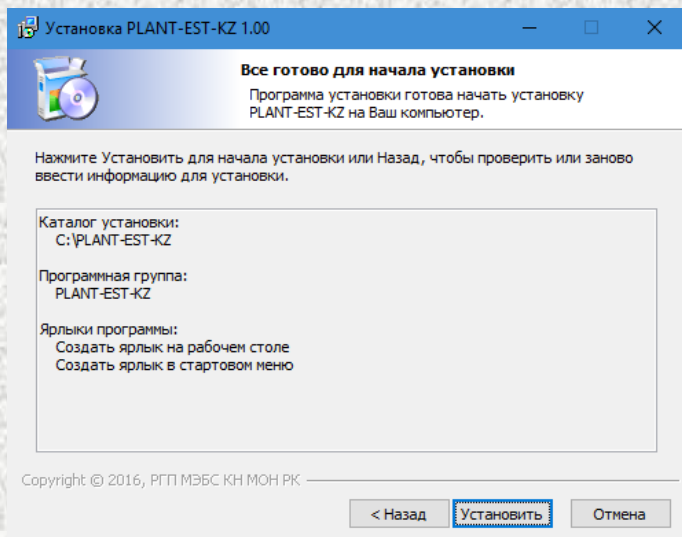 Установка PLANT-EST-KZ 1.00
Все готово для начала установки
Программа установки готова начать установку
PLANT-EST-KZ на Ваш компьютер.
Нажмите Установить для начала установки или Назад, чтобы проверить или заново
ввести информацию для установки.
Каталог установки:
C:\PLANT-EST-KZ
Программная группа:
PLANT-EST-KZ
Ярлыки программы:
Создать ярлык на рабочем столе
Создать ярлык в стартовом меню
Copyright © 2016, РГП МЭБС КН МОН РК
< Назад Установить Отмена